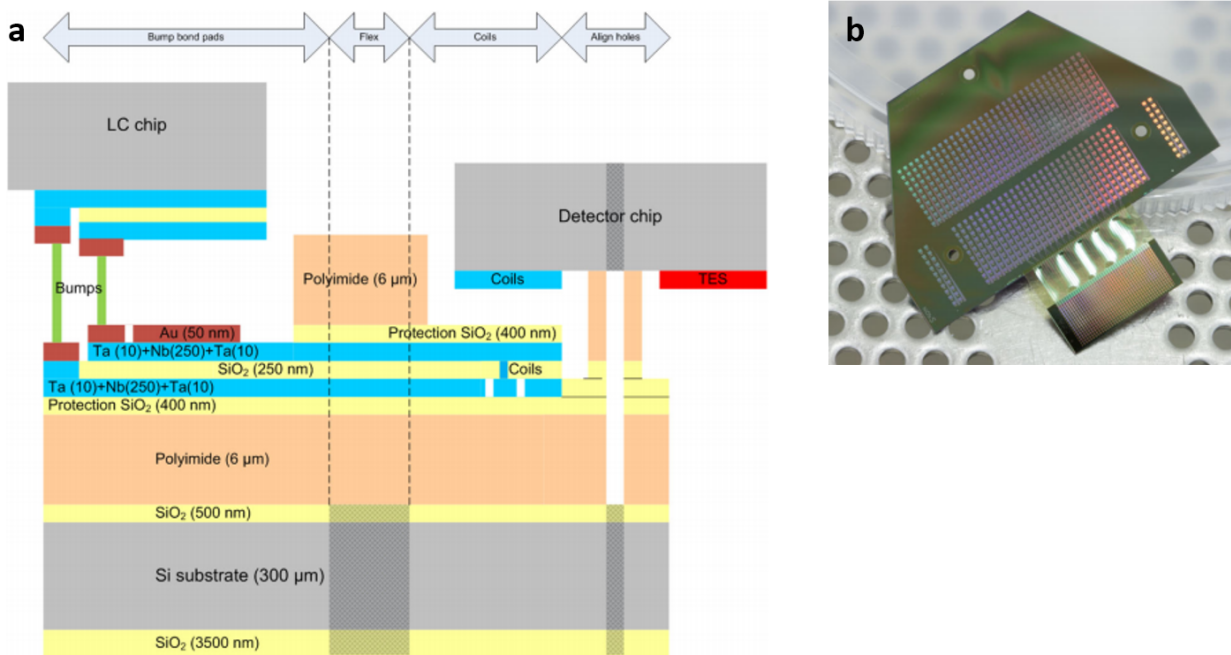 a
Bump bond pads
Flex
Coils
Align holes
b
LC chip
Detector chip
Polyimide (6 µm)
Coils
TES
Bumps
Au (50 nm)
Protection SiO₂ (400 nm)
Ta (10)+Nb(250)+Ta(10)
SiO₂ (250 nm)
Coils
Ta (10)+Nb(250)+Ta(10)
Protection SiO₂ (400 nm)
Polyimide (6 µm)
SiO₂ (500 nm)
Si substrate (300 µm)
SiO₂ (3500 nm)